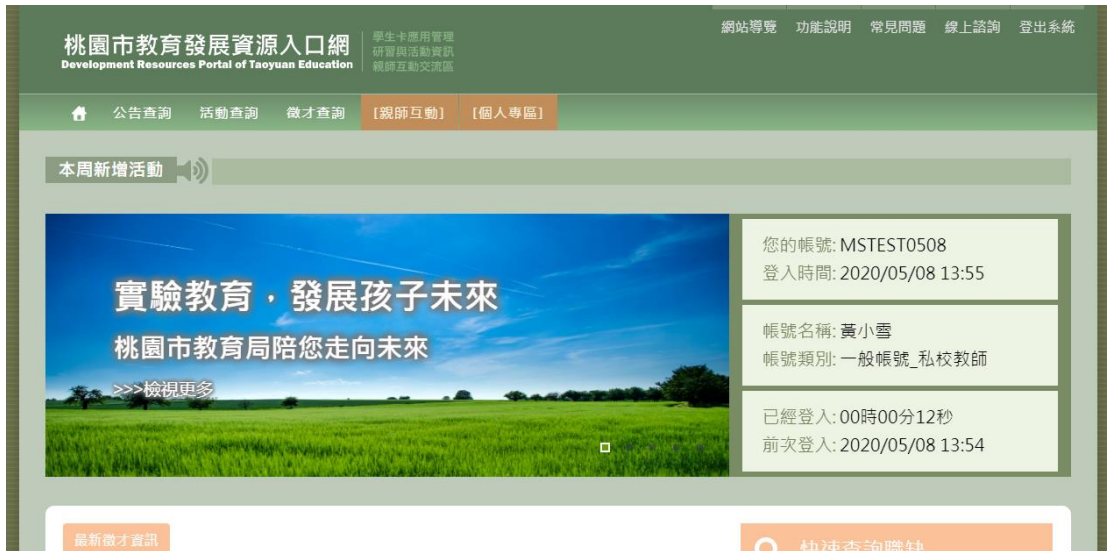 網站導覽 功能說明 常見問題 線上諮詢 登出系統
桃園市教育發展資源入口網
Development Resources Portal of Taoyuan Education
學生卡應用管理
研習與活動資訊
親師互動交流區
公告查詢 活動查詢 徵才查詢 [親師互動] [個人專區]
本周新增活動
實驗教育，發展孩子未來
桃園市教育局陪您走向未來
>>>檢視更多
您的帳號: MSTEST0508
登入時間: 2020/05/08 13:55
帳號名稱: 黃小雪
帳號類別: 一般帳號_私校教師
已經登入: 00時00分12秒
前次登入: 2020/05/08 13:54
最新徵才資訊
快速查詢職缺